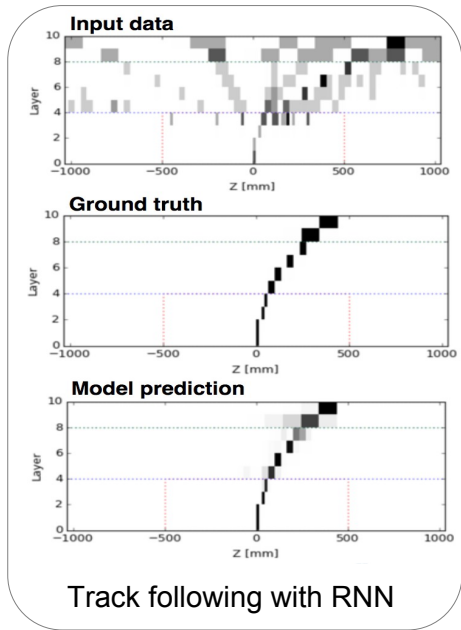 Input data
10
8
6
4
2
0
Layer
−1000 −500 0 500 1000
Z [mm]
Ground truth
10
8
6
4
2
0
Layer
−1000 −500 0 500 1000
Z [mm]
Model prediction
10
8
6
4
2
0
Layer
−1000 −500 0 500 1000
Z [mm]
Track following with RNN